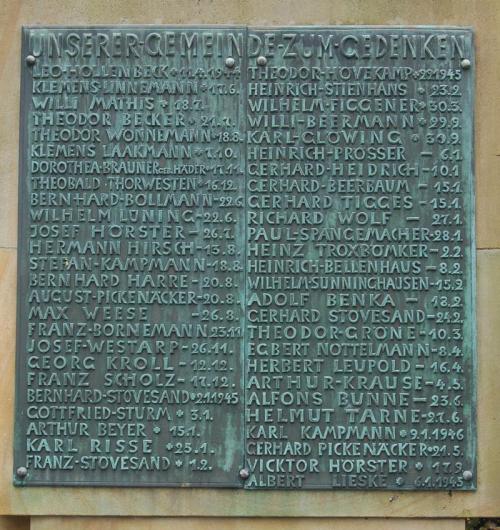 UNSERER·GEMEINDE·ZUM·GEDENKEN
LEO·HOLLENBECK
KLEMENS·LINNEMANN*17.6.
WILLI MATHIS * 18.7.
THEODOR BECKER*21.7.
THEODOR WONNEMANN*18.8.
KLEMENS LAAKMANN*7.10.
DOROTHEA·BRAUNER GEB.HÄDER*17.11.
THEOBALD THORWESTEN*16.12.
BERNHARD·BOLLMANN-22.6.
WILHELM LÜNING-22.6.
JOSEF HÖRSTER-26.7.
HERMANN HIRSCH-13.8.
STEFAN-KAMPMANN-18.8.
BERNHARD HARRE-20.8.
AUGUST·PICKENÄCKER-20.8.
MAX WEESE -26.8.
FRANZ-BORNEMANN 23.11.
JOSEF-WESTARP-26.11.
GEORG KROLL-12.12.
FRANZ SCHOLZ-17.12.
BERNHARD·STOVESAND*2.1.1945
GOTTFRIED-STURM * 3.1.
ARTHUR BEYER * 15.1.
KARL RISSE *25.1.
FRANZ-STOVESAND * 1.2.
THEODOR·HÖVEKAMP*22.1945
HEINRICH-STIENHANS * 23.2.
WILHELM·FIGGENER*30.3.
WILLI-BEERMANN*29.9.
KARL-GLOWING *30.9.
HEINRICH-PRÖSSER - 6.1.
GERHARD-HEIDRICH-10.1
GERHARD-BEERBAUM-15.1.
GERHARD TIGGES-15.1.
RICHARD WOLF - 27.1.
PAUL-SPANGEMACHER-28.1
HEINZ TROXBÖMKER-2.2.
HEINRICH-BELLENHAUS-8.2.
WILHELM-SÜNNINGHAUSEN-15.2
ADOLF BENKA - 18.2.
GERHARD STOVESAND-24.2.
THEODOR-GRÖNE-10.3.
EGBERT NOTTELMANN-8.4.
HERBERT LEUPOLD-16.4.
ARTHUR-KRAUSE-4.5.
ALFONS BUNNE-23.6.
HELMUT TARNE-27.6.
KARL KAMPMANN*9.1.1946
GERHARD PICKENÄCKER*21.5.
VICKTOR HÖRSTER * 17.9.
ALBERT LIESKE * 6.1.1945